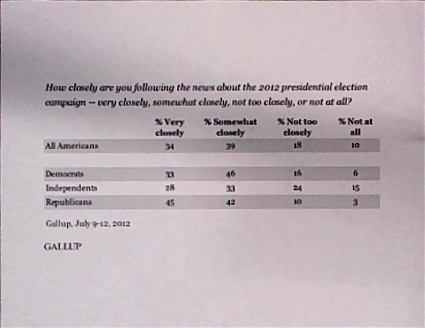 How closely are you following the news about the 2012 presidential election
campaign -- very closely, somewhat closely, not too closely, or not at all?
% Very closely % Somewhat closely % Not too closely % Not at all
All Americans 34 39 18 10
Democrats 33 46 16 6
Independents 28 33 24 15
Republicans 45 42 10 3
Gallup, July 9-12, 2012
GALLUP'